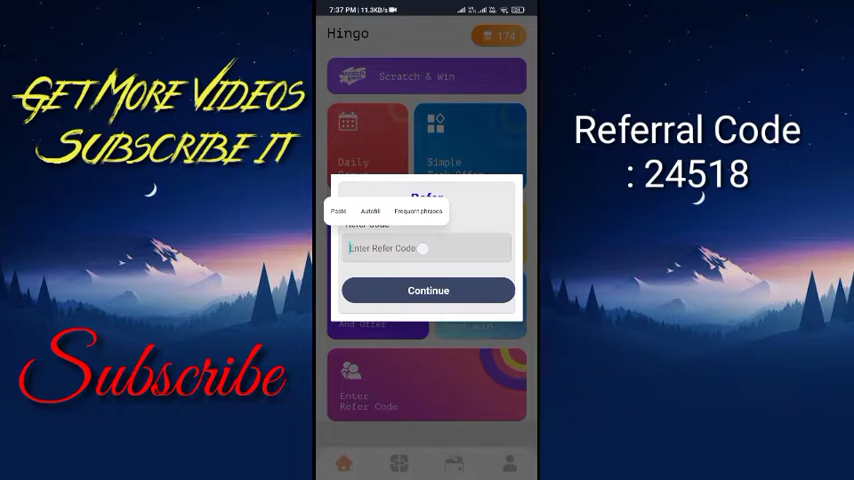 GET MORE VIDEOS
SUBSCRIBE IT
Subscribe
7:37 PM | 11.3KB/s
Hingo
174
Scratch & Win
Daily
Simple
Refer
Paste Autofill Frequent phrases
Refer Code
Enter Refer Code
Continue
And Offer
Enter
Refer Code
Referral Code
: 24518